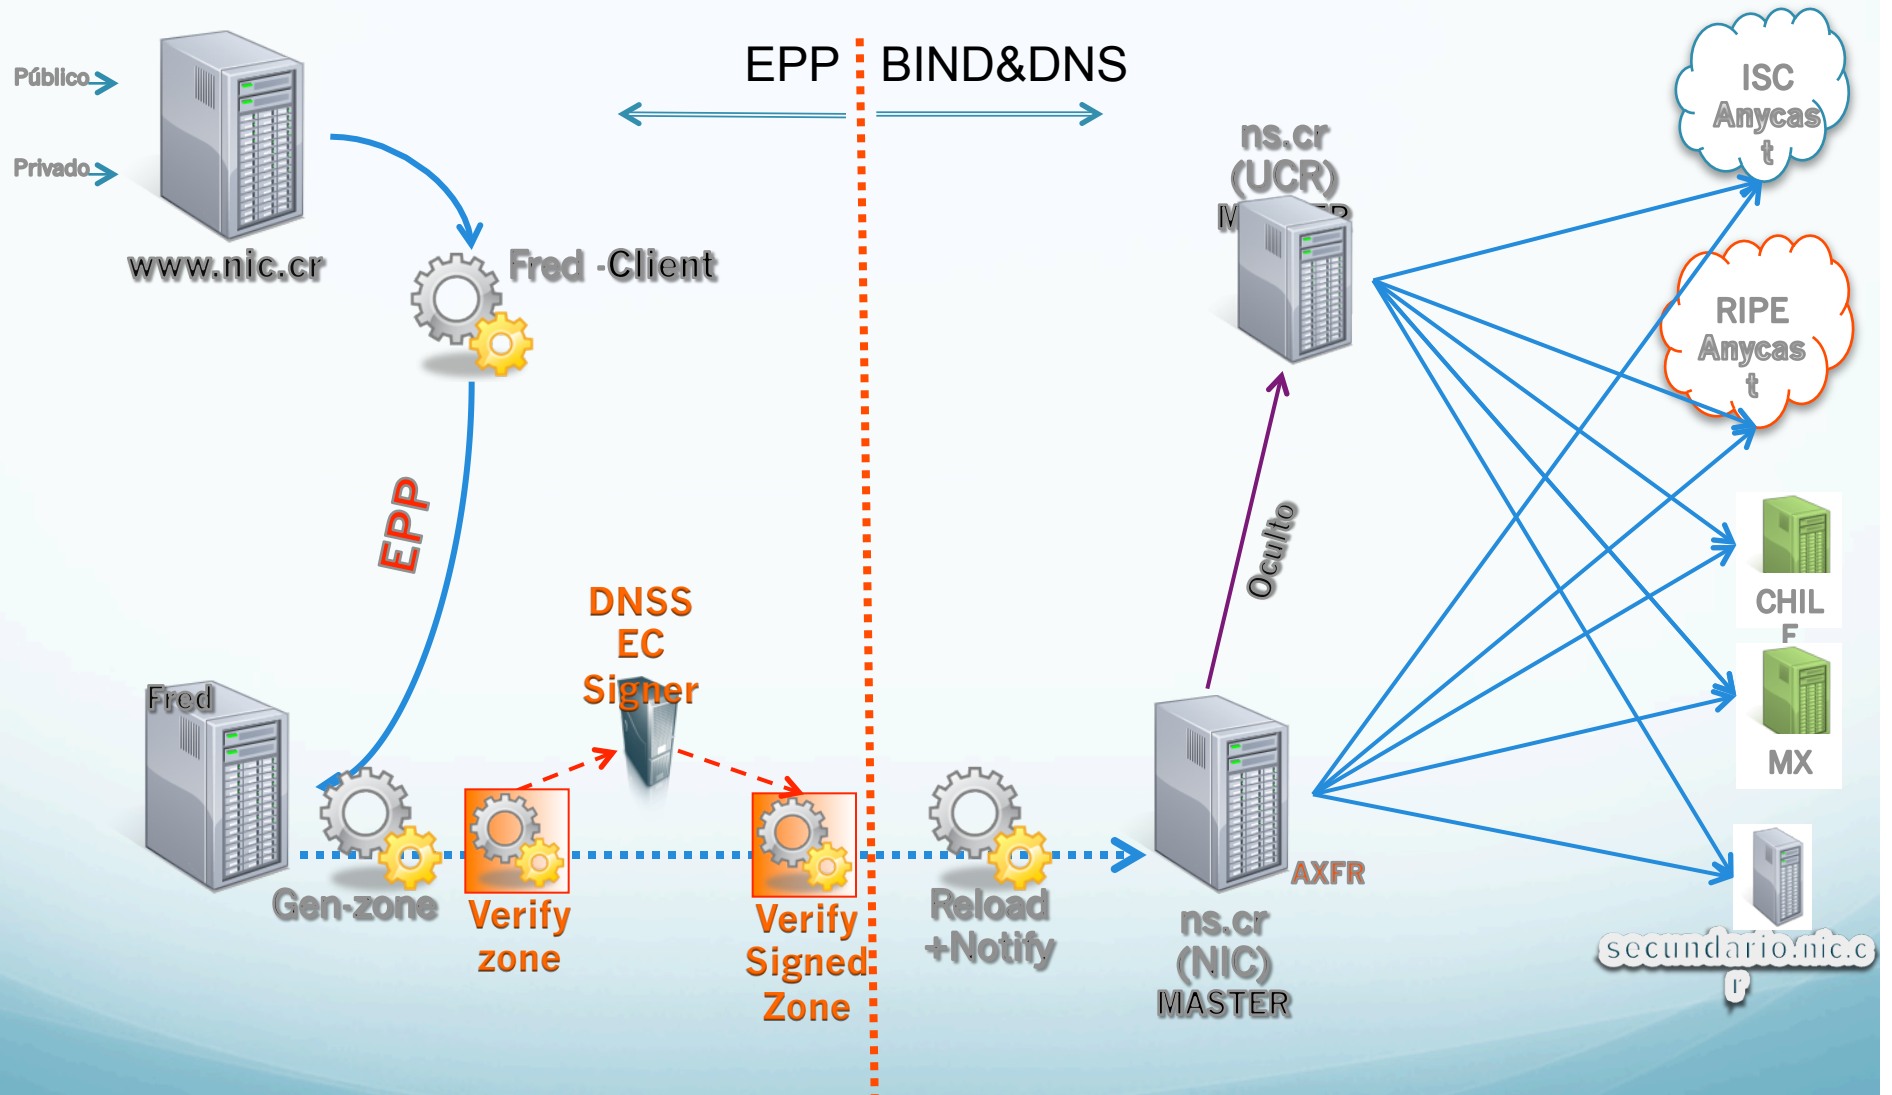 EPP
BIND&DNS
Público
Privado
www.nic.cr
Fred -Client
EPP
Fred
Gen-zone
Verify
zone
DNSS
EC
Signer
Verify
Signed
Zone
Reload
+Notify
ns.cr
(NIC)
MASTER
AXFR
Oculto
ns.cr
(UCR)
MASTER
ISC
Anycas
t
RIPE
Anycas
t
CHIL
E
MX
secundario.nic.c
r